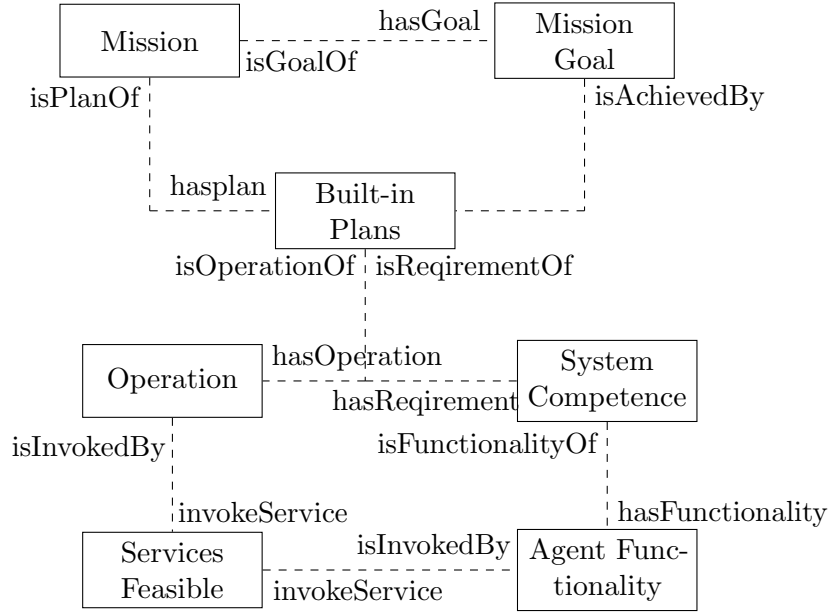 hasGoal
Mission
Mission
Goal
isGoalOf
isPlanOf
isAchievedBy
hasplan
Built-in
Plans
isOperationOf
isReqirementOf
hasOperation
System
Competence
Operation
hasReqirement
isInvokedBy
isFunctionalityOf
invokeService
hasFunctionality
Services
Feasible
isInvokedBy
Agent Func-
tionality
invokeService